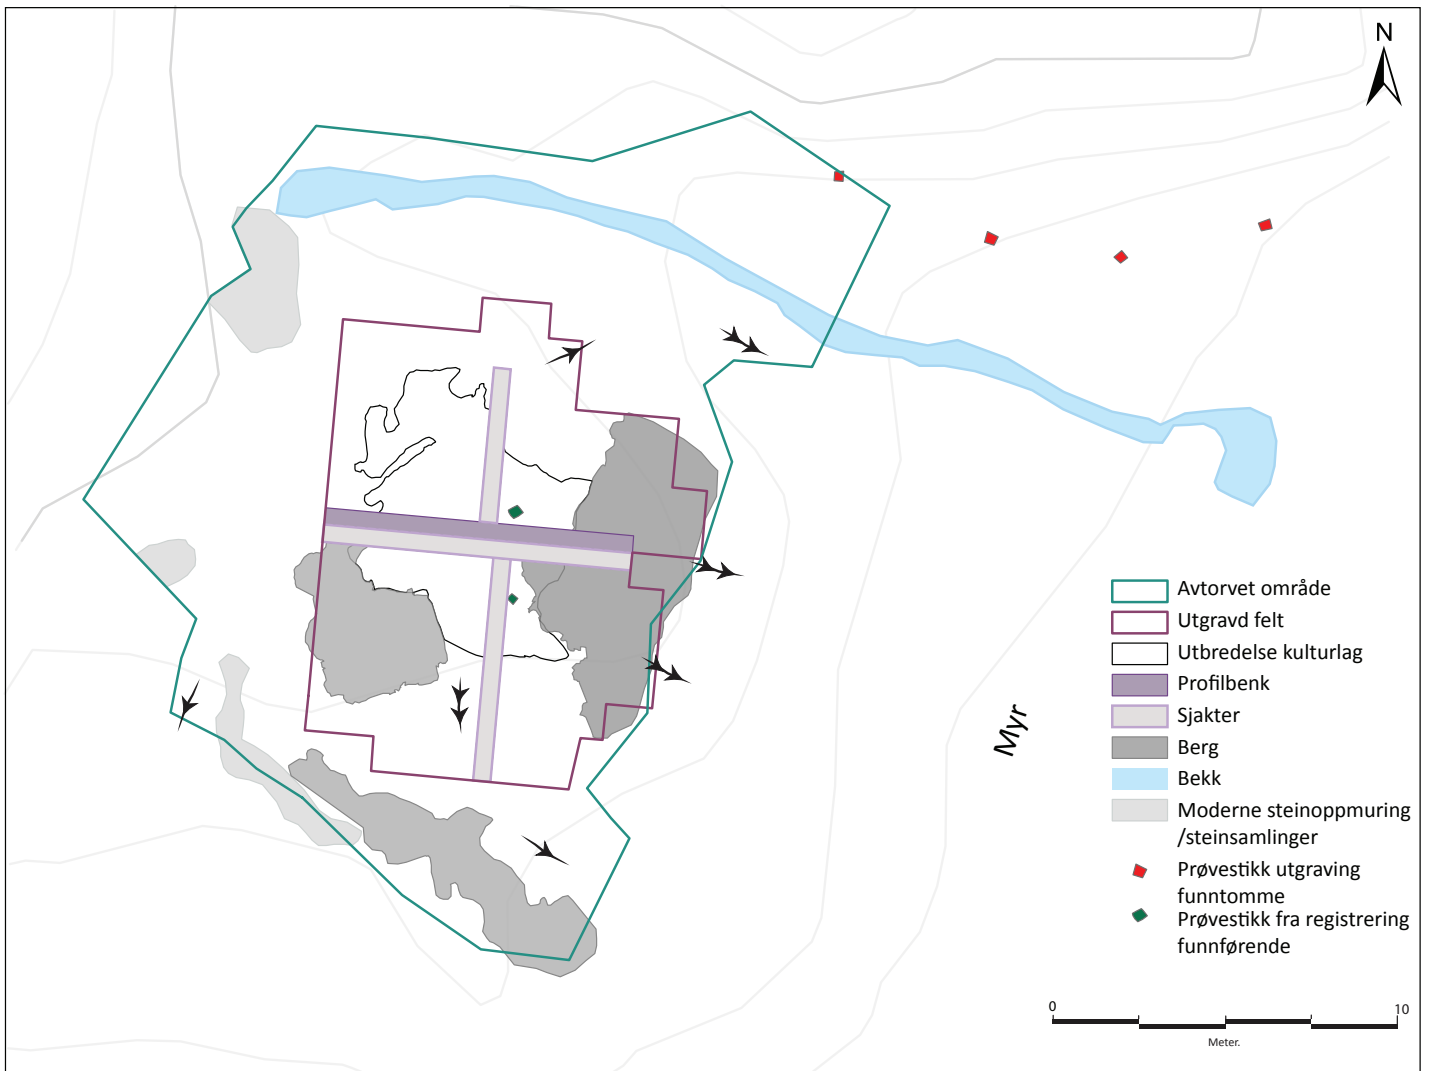 N
Avtorvet område
Utgravd felt
Utbredelse kulturlag
Profilbenk
Sjakter
Berg
Bekk
Moderne steinoppmuring
/steinsamlinger
Prøvestikk utgraving
funntomme
Prøvestikk fra registrering
funnførende
Myr
0 10
Meter.